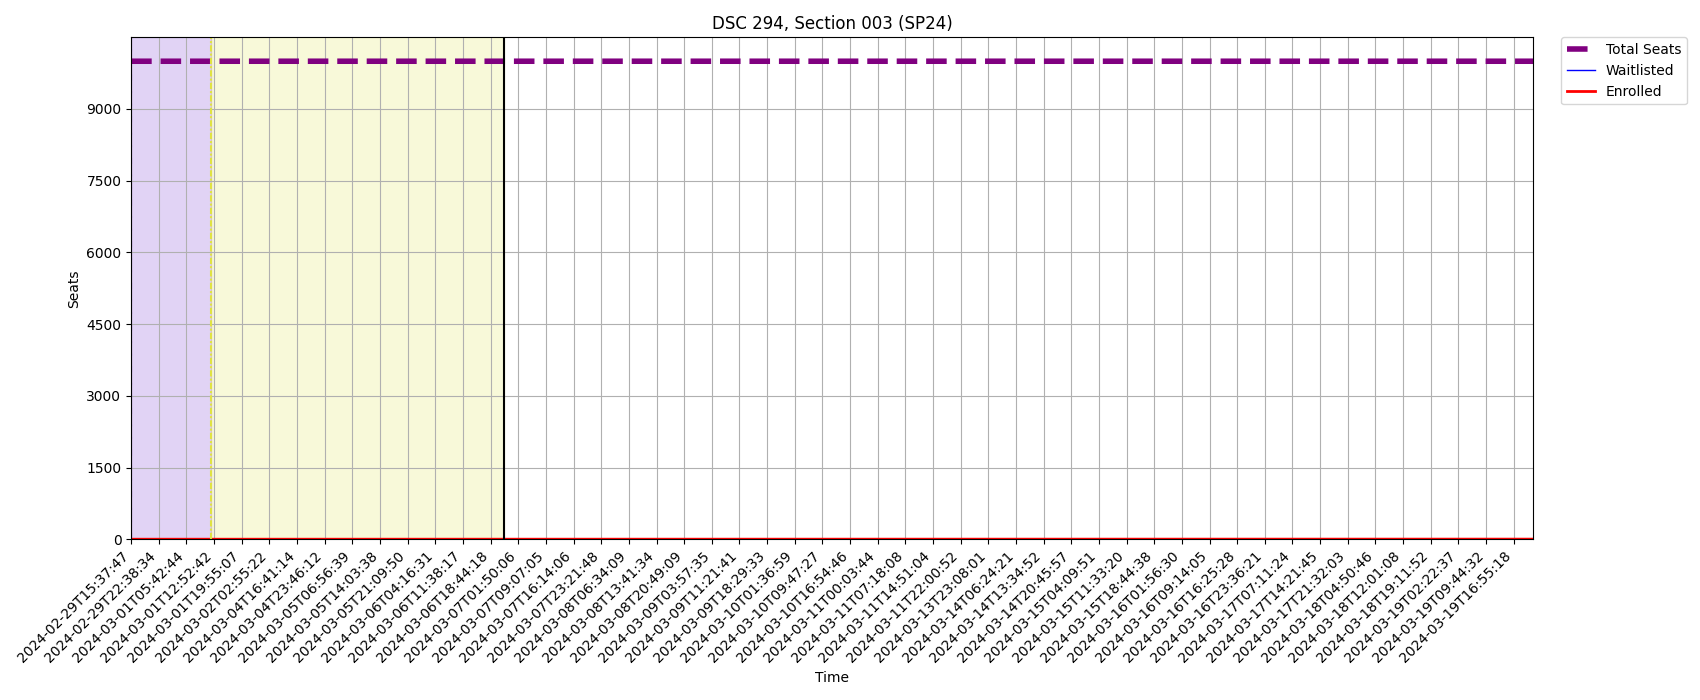 DSC 294, Section 003 (SP24)
Total Seats
Waitlisted
Enrolled
Seats
9000
7500
6000
4500
3000
1500
0
2024-02-29T15:37:47
2024-02-29T22:38:34
2024-03-01T05:42:44
2024-03-01T12:52:42
2024-03-01T19:55:07
2024-03-02T02:55:22
2024-03-04T16:41:14
2024-03-04T23:46:12
2024-03-05T06:56:39
2024-03-05T14:03:38
2024-03-05T21:09:50
2024-03-06T04:16:31
2024-03-06T11:38:17
2024-03-06T18:44:18
2024-03-07T01:50:06
2024-03-07T09:07:05
2024-03-07T16:14:06
2024-03-07T23:21:48
2024-03-08T06:34:09
2024-03-08T13:41:34
2024-03-08T20:49:09
2024-03-09T03:57:35
2024-03-09T11:21:41
2024-03-09T18:29:33
2024-03-10T01:36:59
2024-03-10T09:47:27
2024-03-10T16:54:46
2024-03-11T00:03:44
2024-03-11T07:18:09
2024-03-11T14:51:04
2024-03-11T22:00:52
2024-03-13T23:08:01
2024-03-14T06:24:21
2024-03-14T13:34:52
2024-03-14T20:45:57
2024-03-15T04:09:51
2024-03-15T11:33:20
2024-03-15T18:44:38
2024-03-16T01:56:30
2024-03-16T09:14:05
2024-03-16T16:25:28
2024-03-16T23:36:21
2024-03-17T07:11:24
2024-03-17T14:21:45
2024-03-17T21:32:03
2024-03-18T04:50:46
2024-03-18T12:01:08
2024-03-18T19:11:52
2024-03-19T02:22:37
2024-03-19T09:44:32
2024-03-19T16:55:18
Time